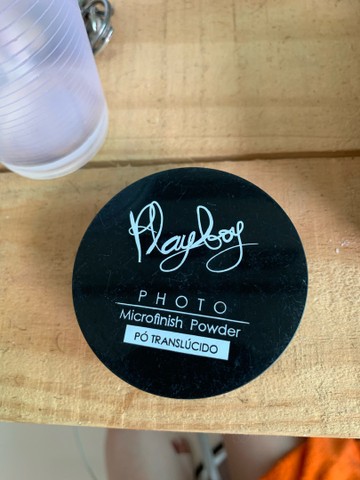 Playboy
PHOTO
Microfinish Powder
PÓ TRANSLÚCIDO